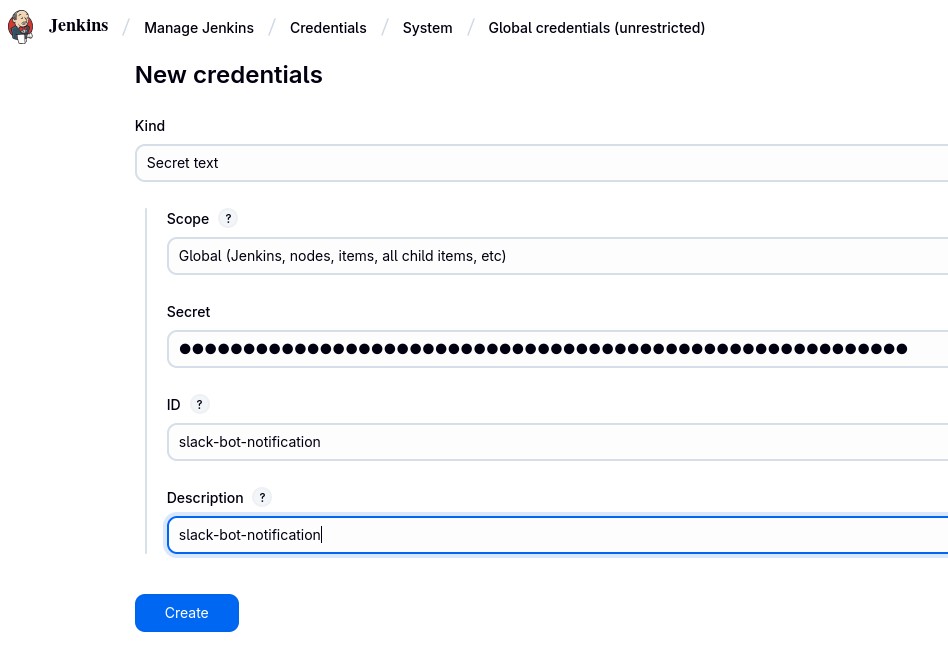 Jenkins / Manage Jenkins / Credentials / System / Global credentials (unrestricted)
New credentials
Kind
Secret text
Scope ?
Global (Jenkins, nodes, items, all child items, etc)
Secret
●●●●●●●●●●●●●●●●●●●●●●●●●●●●●●●●●●●●●●●●●●●●●●●●●●●●●●●●●
ID ?
slack-bot-notification
Description ?
slack-bot-notification
Create